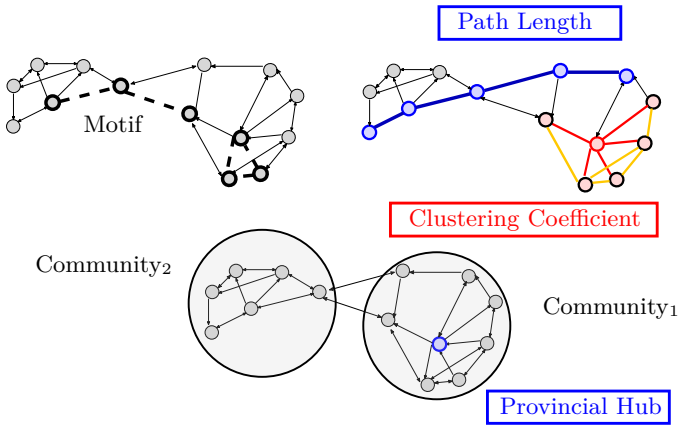 Path Length
Motif
Clustering Coefficient
Community₂
Community₁
Provincial Hub